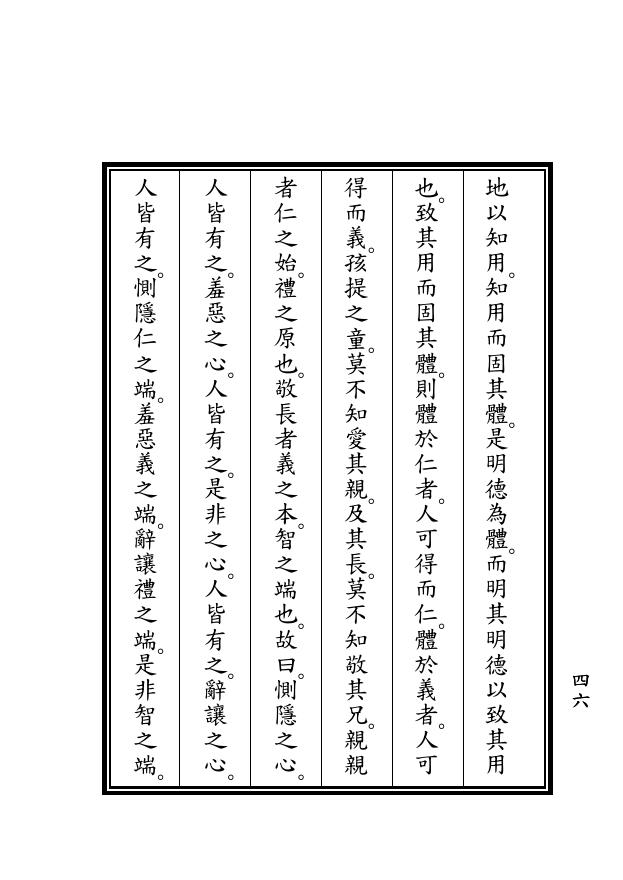 地以知用。知用而固其體。是明德為體。而明其明德以致其用
也。致其用而固其體。則體於仁者。人可得而仁。體於義者。人可
得而義。孩提之童。莫不知愛其親。及其長。莫不知敬其兄。親親
者仁之始。禮之原也。敬長者義之本。智之端也。故曰。惻隱之心。
人皆有之。羞惡之心。人皆有之。是非之心。人皆有之。辭讓之心。
人皆有之。惻隱仁之端。羞惡義之端。辭讓禮之端。是非智之端。
四六